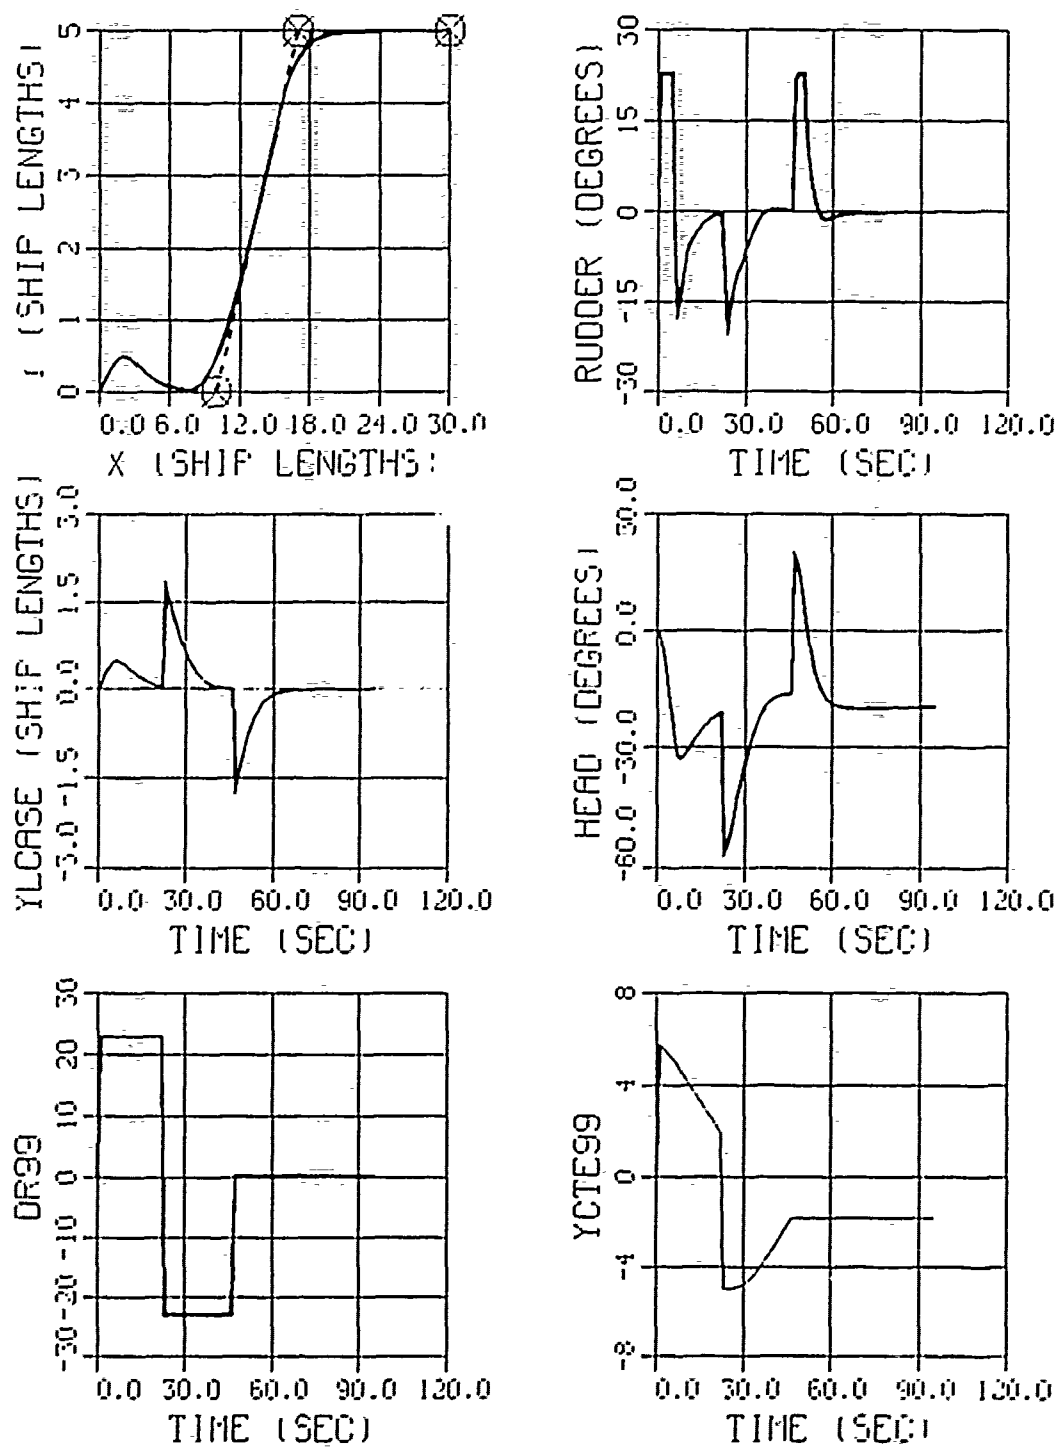 5
4
3
2
1
0
(SHIP LENGTHS)
0.0 6.0 12.0 18.0 24.0 30.0
X (SHIP LENGTHS)
30
15
0
-15
-30
RUDDER (DEGREES)
0.0 30.0 60.0 90.0 120.0
TIME (SEC)
3.0
1.5
0.0
-1.5
-3.0
YLCASE (SHIP LENGTHS)
0.0 30.0 60.0 90.0 120.0
TIME (SEC)
30.0
0.0
-30.0
-60.0
HEAD (DEGREES)
0.0 30.0 60.0 90.0 120.0
TIME (SEC)
30
20
10
0
-10
-20
-30
DR99
0.0 30.0 60.0 90.0 120.0
TIME (SEC)
8
4
0
-4
-8
YCTE99
0.0 30.0 60.0 90.0 120.0
TIME (SEC)